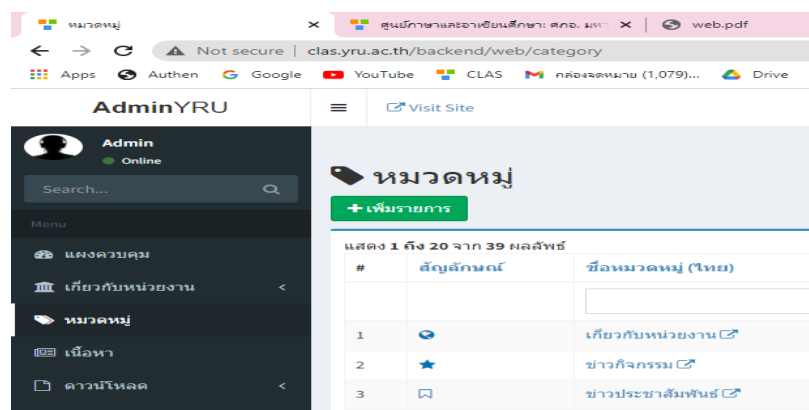 หมวดหมู่
ศูนย์ภาษาและอาเซียนศึกษา: ศภอ. มหา
web.pdf
Not secure | clas.yru.ac.th/backend/web/category
Apps Authen Google YouTube CLAS กล่องจดหมาย (1,079)... Drive
AdminYRU
Visit Site
Admin
Online
Search...
Menu
แผงควบคุม
เกี่ยวกับหน่วยงาน <
หมวดหมู่
เนื้อหา
ดาวน์โหลด <
หมวดหมู่
+ เพิ่มรายการ
แสดง 1 ถึง 20 จาก 39 ผลลัพธ์
# สัญลักษณ์ ชื่อหมวดหมู่ (ไทย)
1 เกี่ยวกับหน่วยงาน
2 ข่าวกิจกรรม
3 ข่าวประชาสัมพันธ์